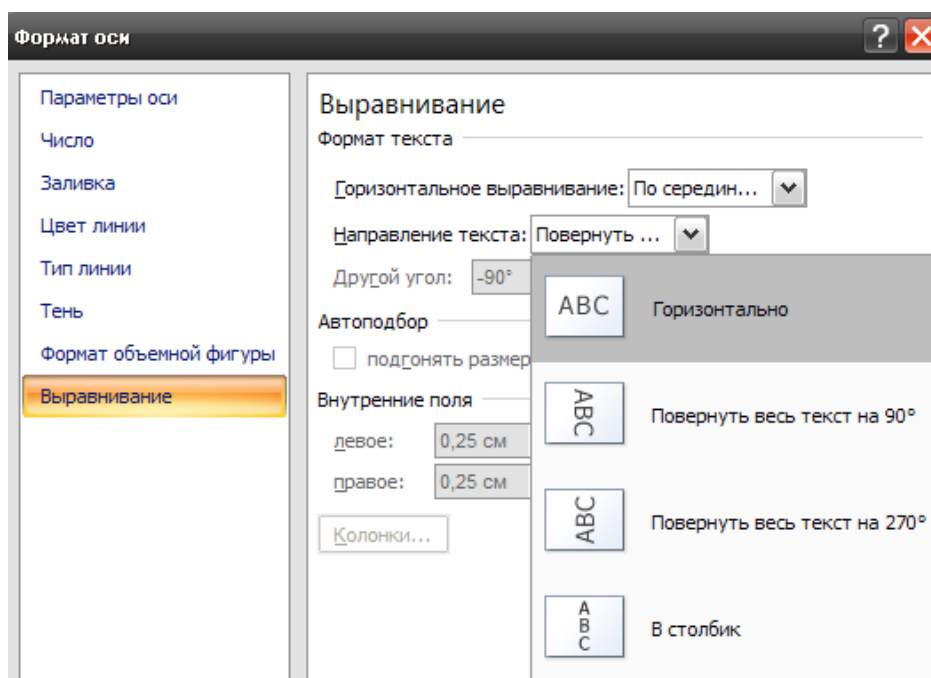 Формат оси
?
Параметры оси
Число
Заливка
Цвет линии
Тип линии
Тень
Формат объемной фигуры
Выравнивание
Выравнивание
Формат текста
Горизонтальное выравнивание: По середин...
Направление текста: Повернуть ...
Другой угол: -90°
Автоподбор
подгонять размер
Внутренние поля
левое: 0,25 см
правое: 0,25 см
Колонки...
ABC Горизонтально
ABC Повернуть весь текст на 90°
ABC Повернуть весь текст на 270°
ABC В столбик